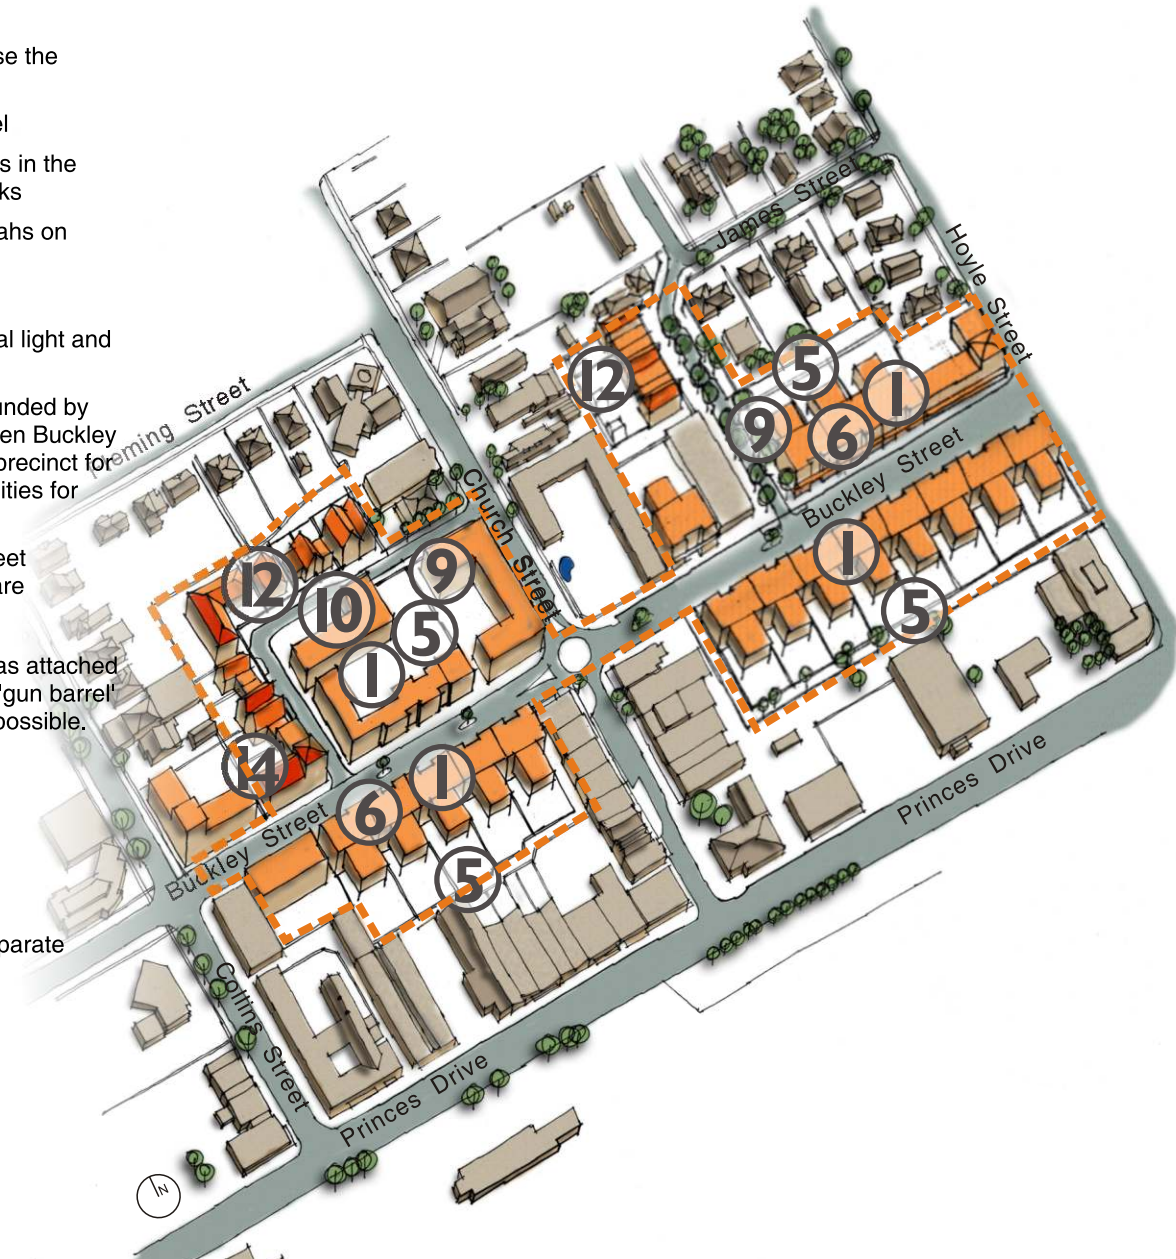 se the
el
s in the
ks
ahs on
al light and
unded by
en Buckley
precinct for
ities for
eet
are
as attached
'gun barrel'
possible.
parate
James Street
Hoyle Street
Fleming Street
Church Street
Buckley Street
Buckley Street
Collins Street
Princes Drive
Princes Drive
12
5
1
9
6
1
5
9
12
10
5
1
14
1
6
5
N